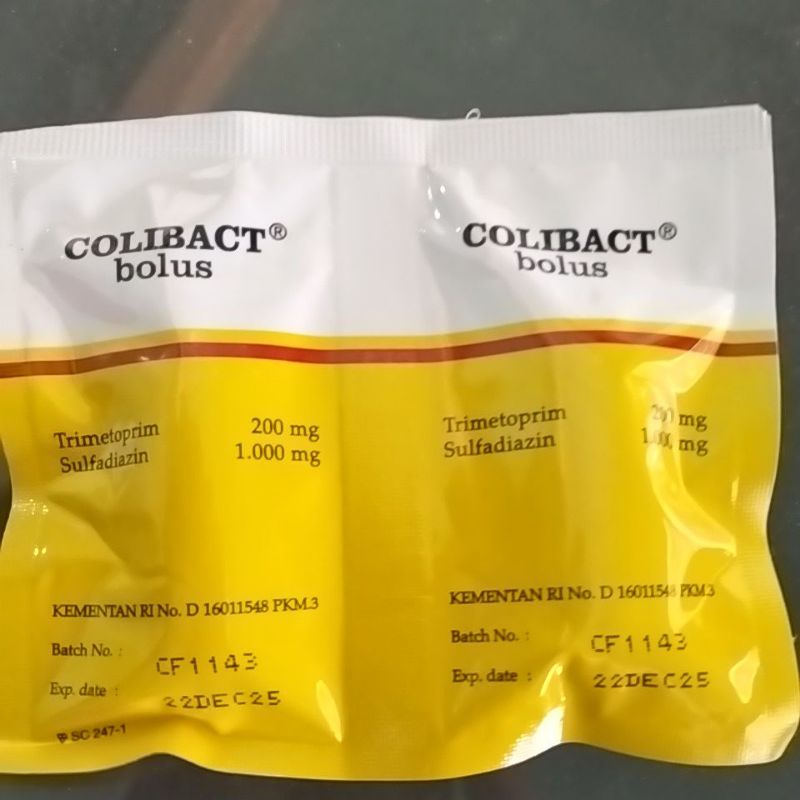 COLIBACT®
bolus
Trimetoprim 200 mg
Sulfadiazin 1.000 mg
KEMENTAN RI No. D 16011548 PKM.3
Batch No. : CF1143
Exp. date : 22DEC25
SC 247-1
COLIBACT®
bolus
Trimetoprim 200 mg
Sulfadiazin mg
KEMENTAN RI No. D 16011548 PKM.3
Batch No. : CF1143
Exp. date : 22DEC25